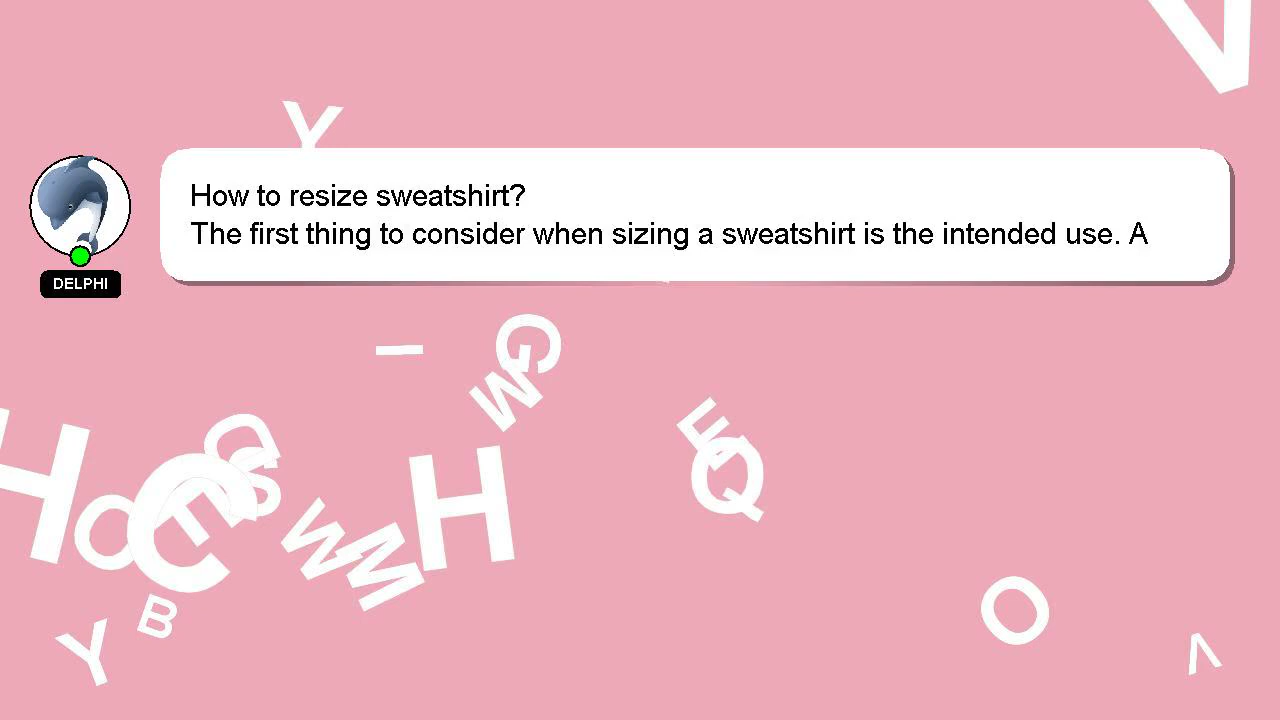 V
Y
How to resize sweatshirt?
The first thing to consider when sizing a sweatshirt is the intended use. A
DELPHI
I
G
M
H
C
S
W
M
H
Q
O
B
Y
O
V